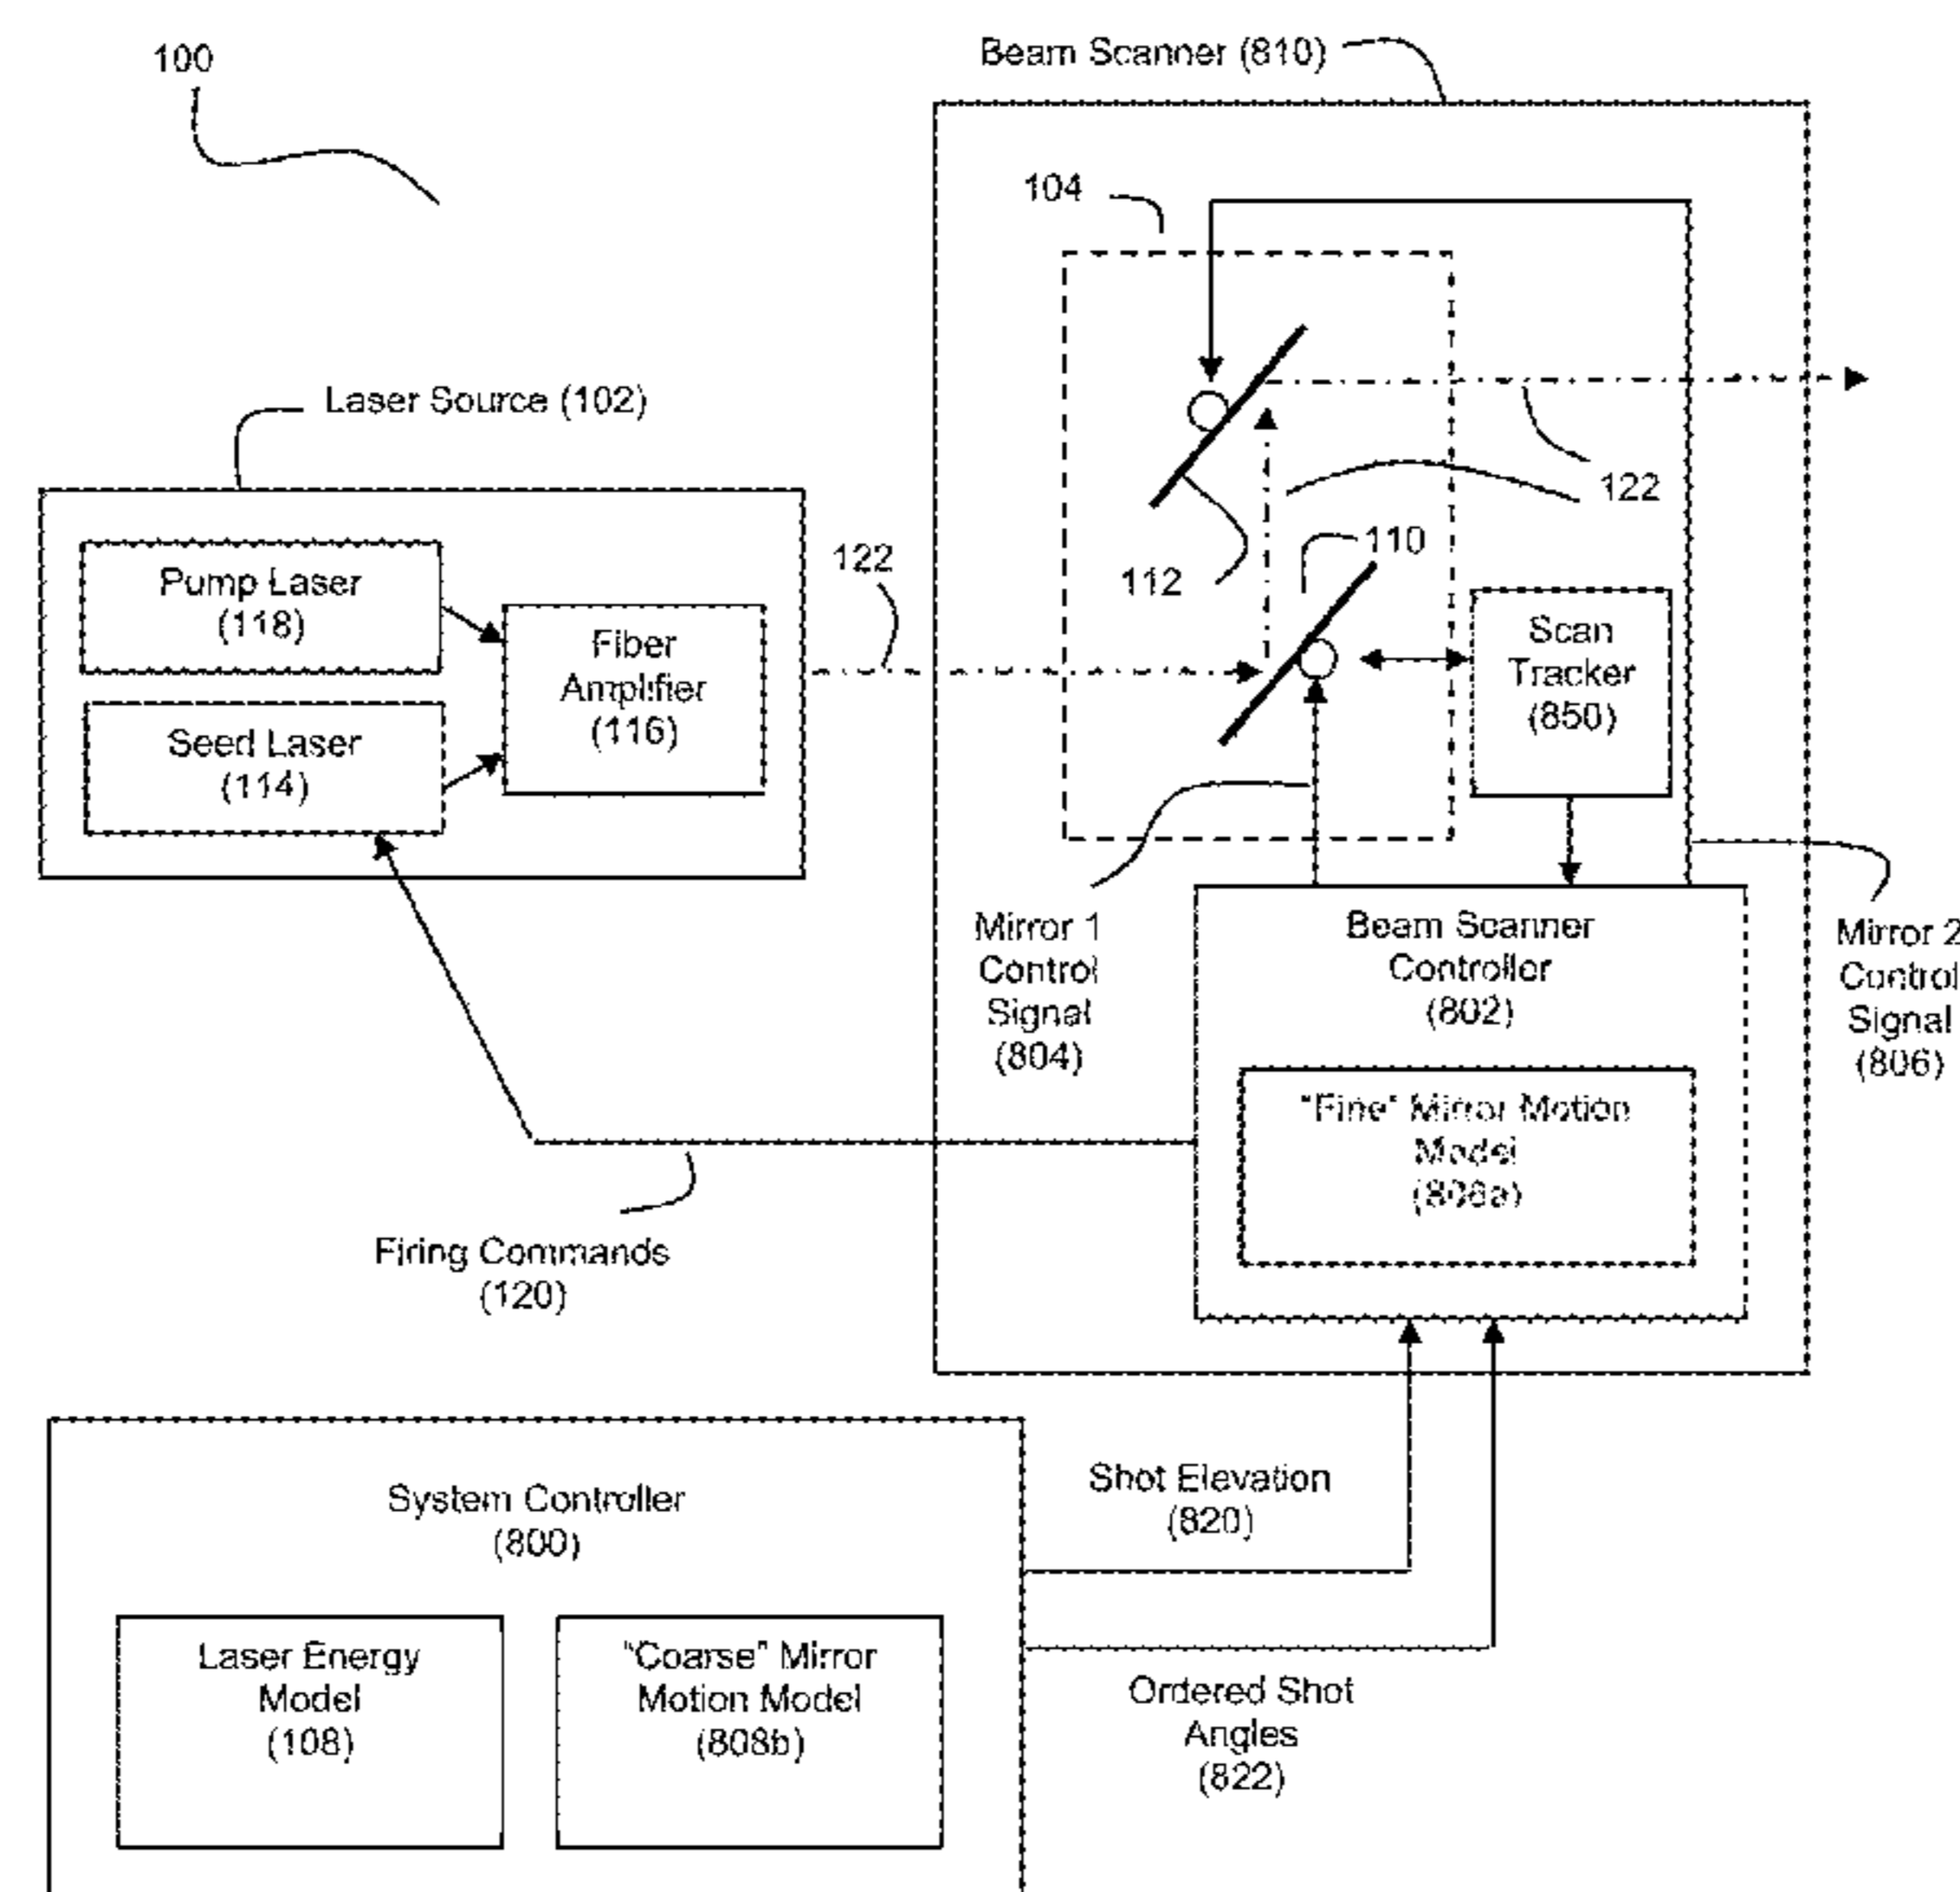 100
Beam Scanner (810)
104
Laser Source (102)
122
110
112
122
Pump Laser
(118)
Fiber
Amplifier
(116)
Seed Laser
(114)
Scan
Tracker
(850)
Mirror 1
Control
Signal
(804)
Beam Scanner
Controller
(802)
Mirror 2
Control
Signal
(806)
"Fine" Mirror Motion
Model
(808a)
Firing Commands
(120)
System Controller
(800)
Shot Elevation
(820)
Laser Energy
Model
(108)
"Coarse" Mirror
Motion Model
(808b)
Ordered Shot
Angles
(822)